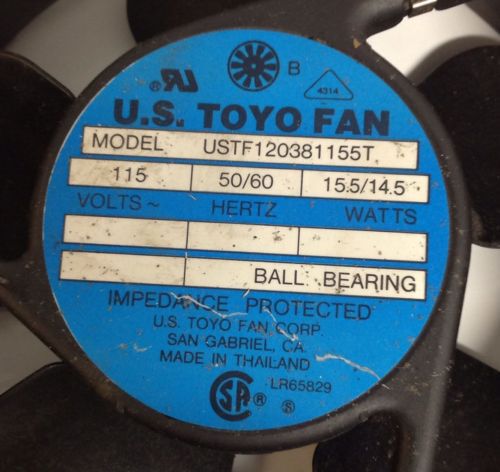 B
4314
U.S. TOYO FAN
MODEL USTF120381155T
115 50/60 15.5/14.5
VOLTS ~ HERTZ WATTS
BALL BEARING
IMPEDANCE PROTECTED
U.S. TOYO FAN CORP.
SAN GABRIEL, CA.
MADE IN THAILAND
LR65829
SA ® S